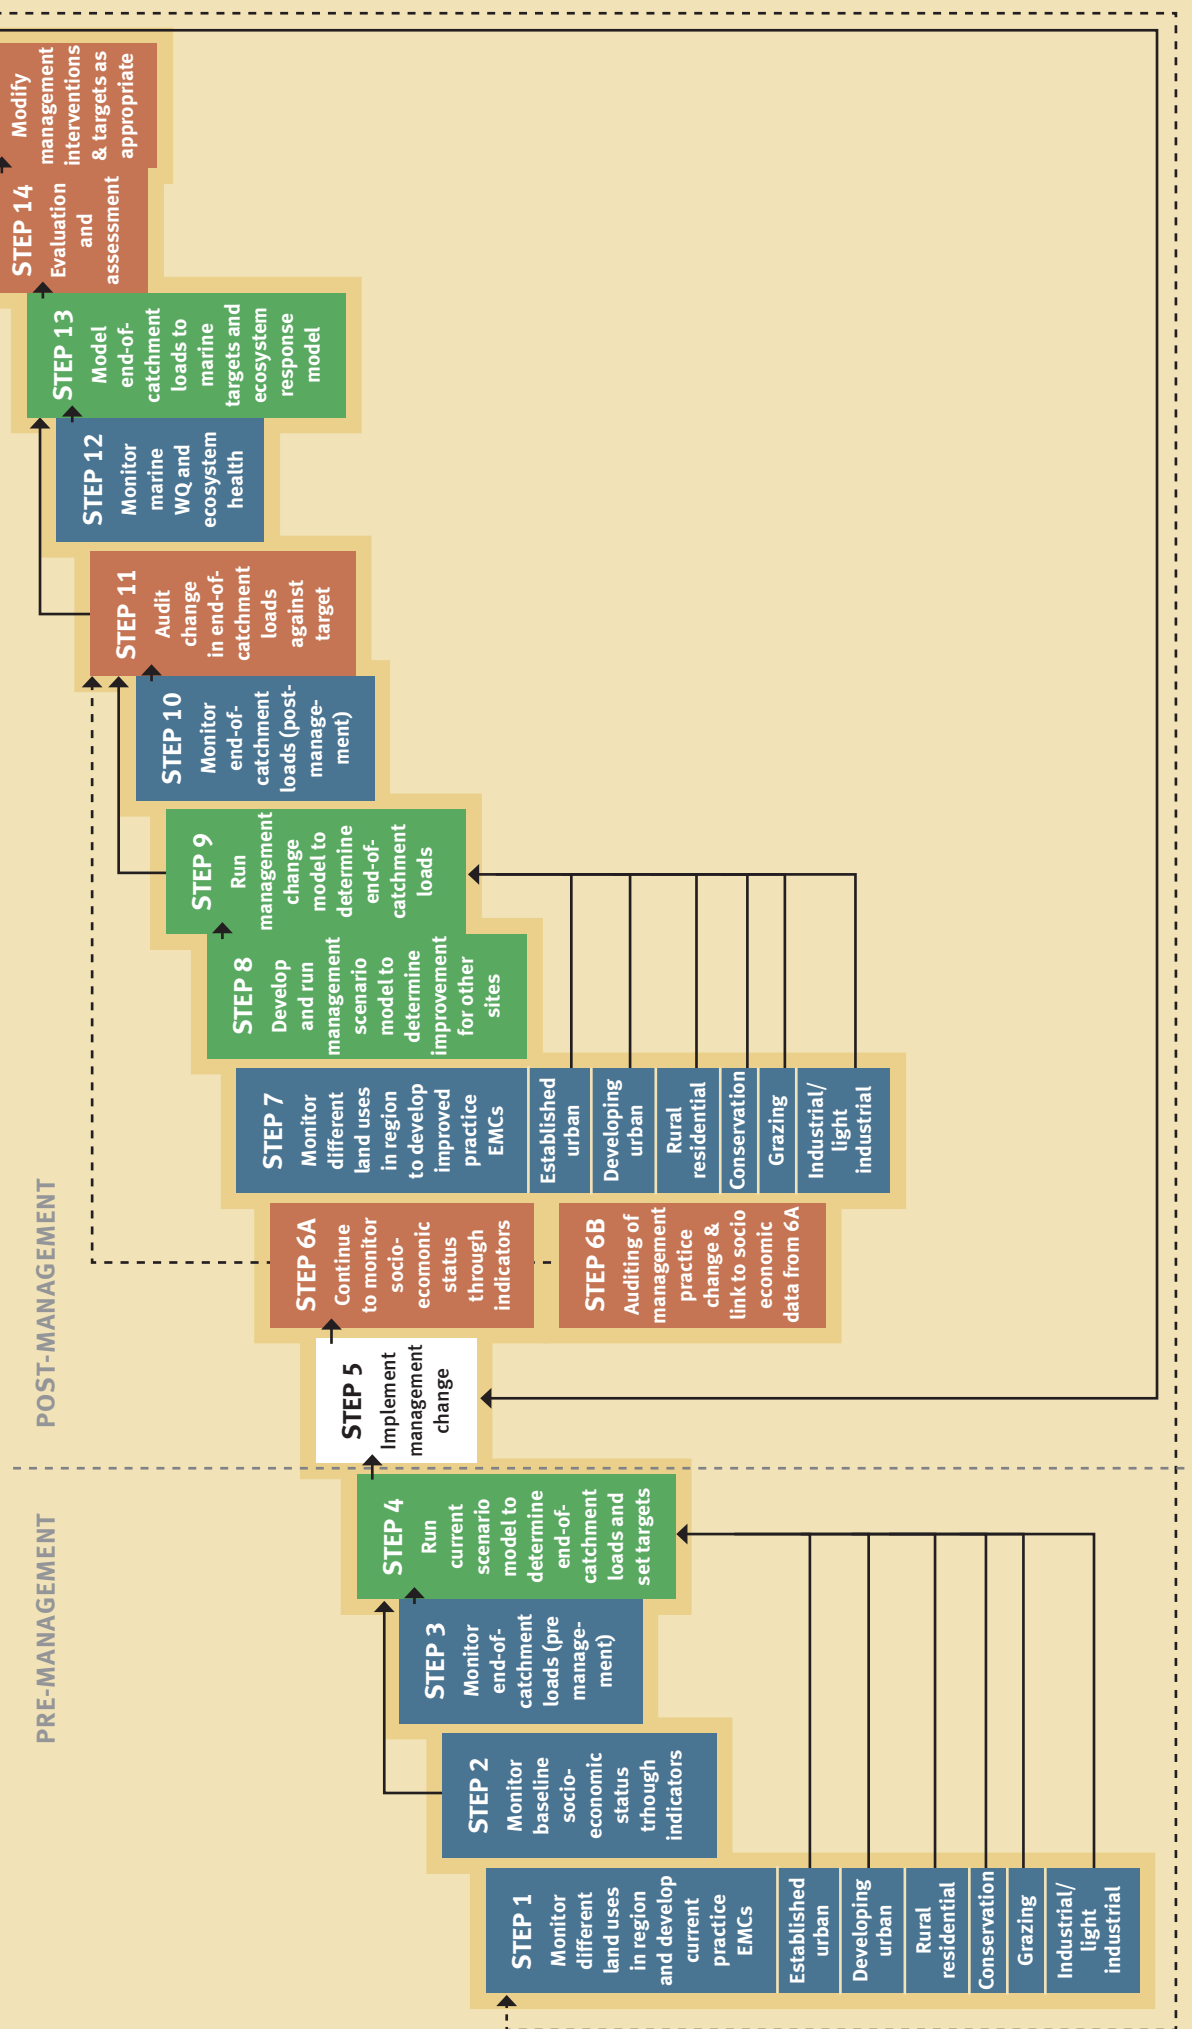 PRE-MANAGEMENT
POST-MANAGEMENT
STEP 1
Monitor
different
land uses
in region
and develop
current
practice
EMCs
Established
urban
Developing
urban
Rural
residential
Conservation
Grazing
Industrial/
light
industrial
STEP 2
Monitor
baseline
socio-
economic
status
trhough
indicators
STEP 3
Monitor
end-of-
catchment
loads (pre
manage-
ment)
STEP 4
Run
current
scenario
model to
determine
end-of-
catchment
loads and
set targets
STEP 5
Implement
management
change
STEP 6A
Continue
to monitor
socio-
ecomonic
status
through
indicators
STEP 6B
Auditing of
management
practice
change &
link to socio
economic
data from 6A
STEP 7
Monitor
different
land uses
in region
to develop
improved
practice
EMCs
Established
urban
Developing
urban
Rural
residential
Conservation
Grazing
Industrial/
light
industrial
STEP 8
Develop
and run
management
scenario
model to
determine
improvement
for other
sites
STEP 9
Run
management
change
model to
determine
end-of-
catchment
loads
STEP 10
Monitor
end-of-
catchment
loads (post-
manage-
ment)
STEP 11
Audit
change
in end-of-
catchment
loads
against
target
STEP 12
Monitor
marine
WQ and
ecosystem
health
STEP 13
Model
end-of-
catchment
loads to
marine
targets and
ecosystem
response
model
STEP 14
Evaluation
and
assessment
Modify
management
interventions
& targets as
appropriate